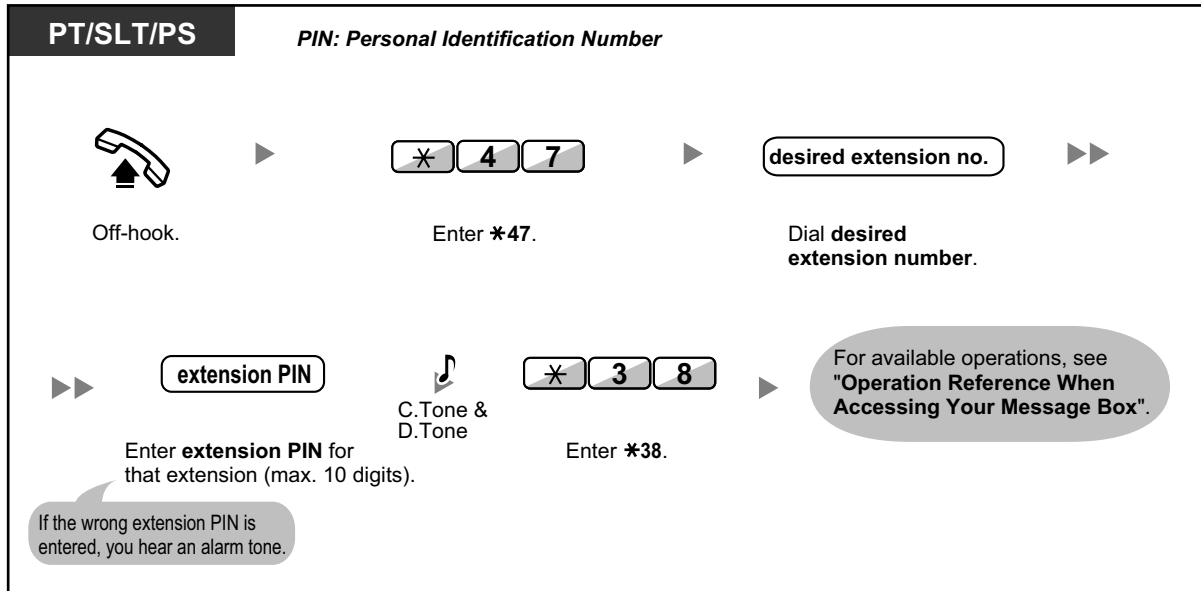 PT/SLT/PS
PIN: Personal Identification Number
✳ 4 7
desired extension no.
Off-hook.
Enter ✳47.
Dial desired
extension number.
extension PIN
C.Tone &
D.Tone
✳ 3 8
For available operations, see
"Operation Reference When
Accessing Your Message Box".
Enter extension PIN for
that extension (max. 10 digits).
Enter ✳38.
If the wrong extension PIN is
entered, you hear an alarm tone.